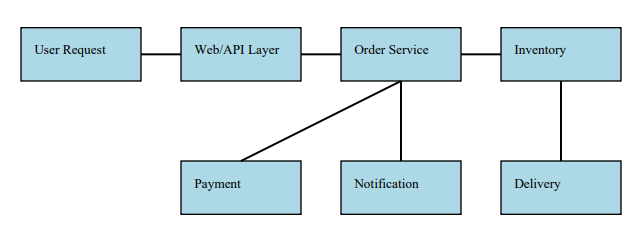 User Request
Web/API Layer
Order Service
Inventory
Payment
Notification
Delivery